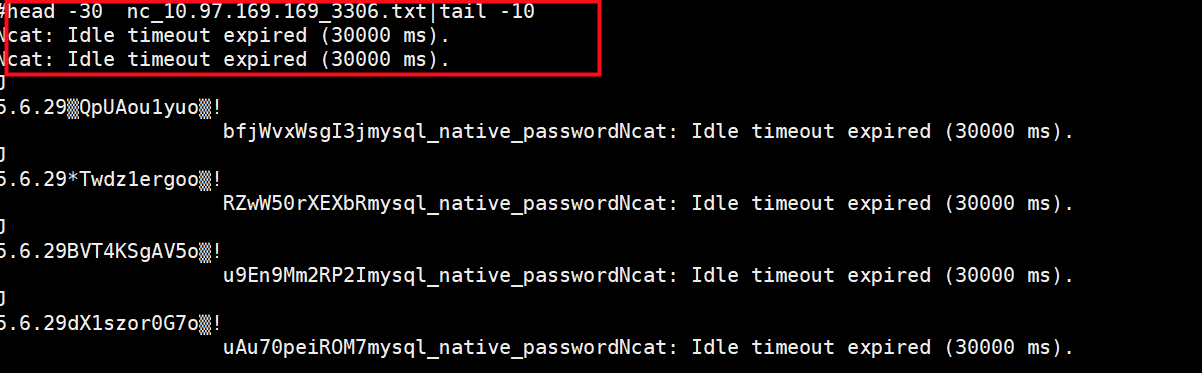 #head -30  nc_10.97.169.169_3306.txt|tail -10
Ncat: Idle timeout expired (30000 ms).
Ncat: Idle timeout expired (30000 ms).
J
5.6.29▒QpUAou1yuo▒!
bfjWvxWsgI3jmysql_native_passwordNcat: Idle timeout expired (30000 ms).
J
5.6.29*Twdz1ergoo▒!
RZwW50rXEXbRmysql_native_passwordNcat: Idle timeout expired (30000 ms).
J
5.6.29BVT4KSgAV5o▒!
u9En9Mm2RP2Imysql_native_passwordNcat: Idle timeout expired (30000 ms).
J
5.6.29dX1szor0G7o▒!
uAu70peiROM7mysql_native_passwordNcat: Idle timeout expired (30000 ms).